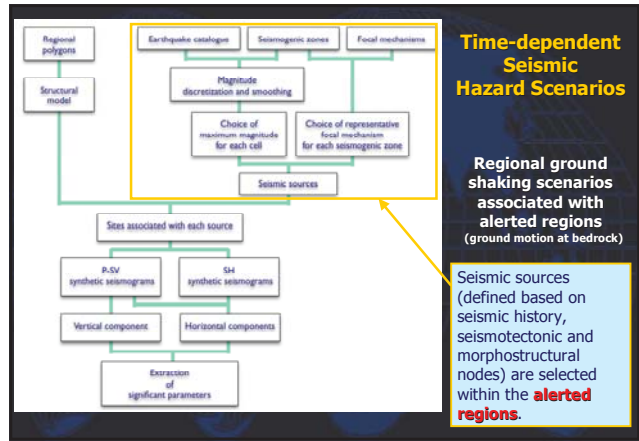 Regional
polygons
Structural
model
Earthquake catalogue
Seismogenic zones
Focal mechanisms
Magnitude
discretization and smoothing
Choice of
maximum magnitude
for each cell
Choice of representative
focal mechanism
for each seismogenic zone
Seismic sources
Sites associated with each source
P-SV
synthetic seismograms
SH
synthetic seismograms
Vertical component
Horizontal components
Extraction
of
significant parameters
Time-dependent
Seismic
Hazard Scenarios
Regional ground
shaking scenarios
associated with
alerted regions
(ground motion at bedrock)
Seismic sources
(defined based on
seismic history,
seismotectonic and
morphostructural
nodes) are selected
within the alerted
regions.